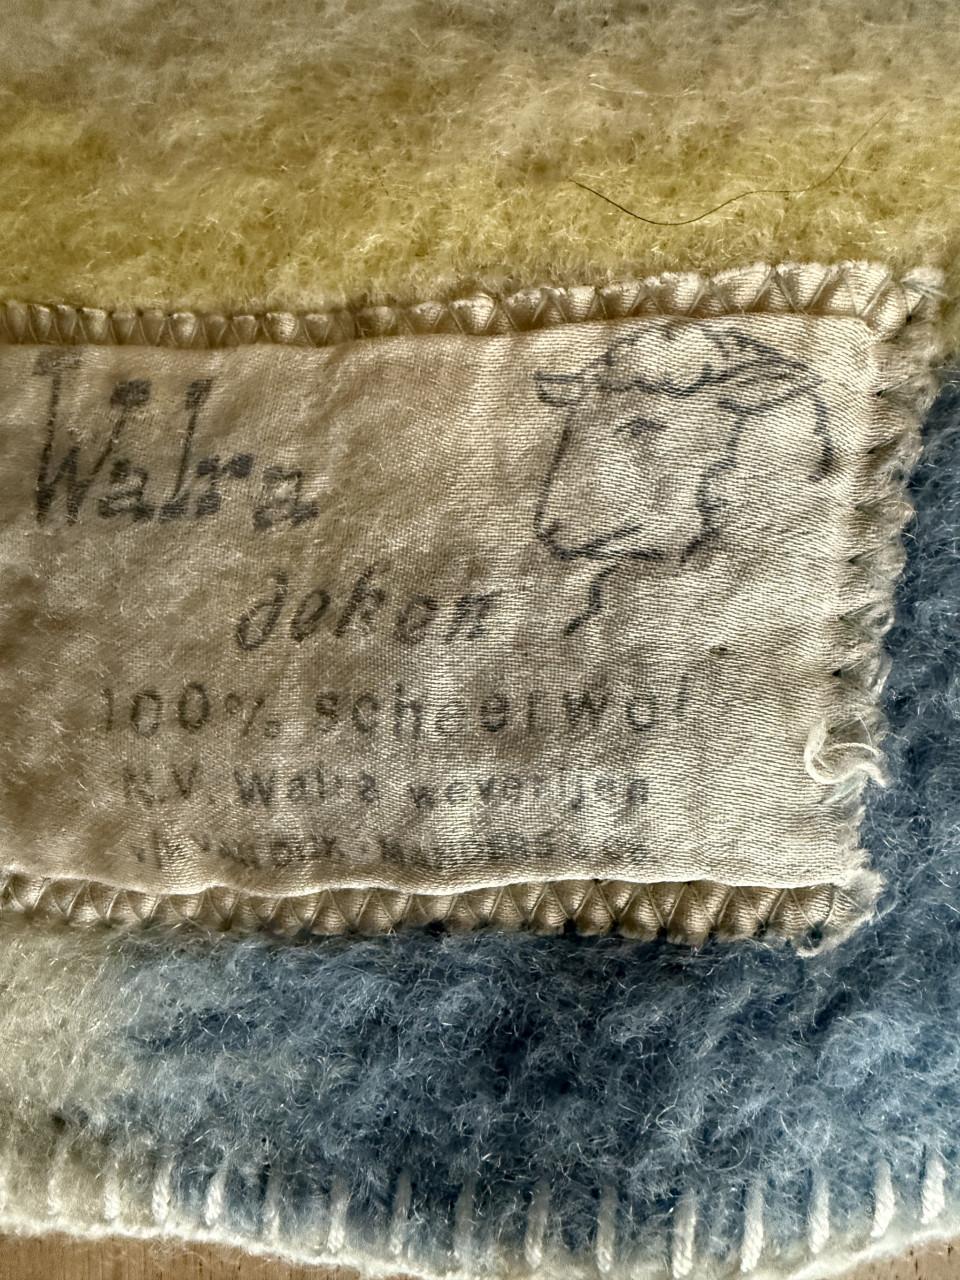 Walra
deken
100% scheerwol
N.V. Walra weverijen